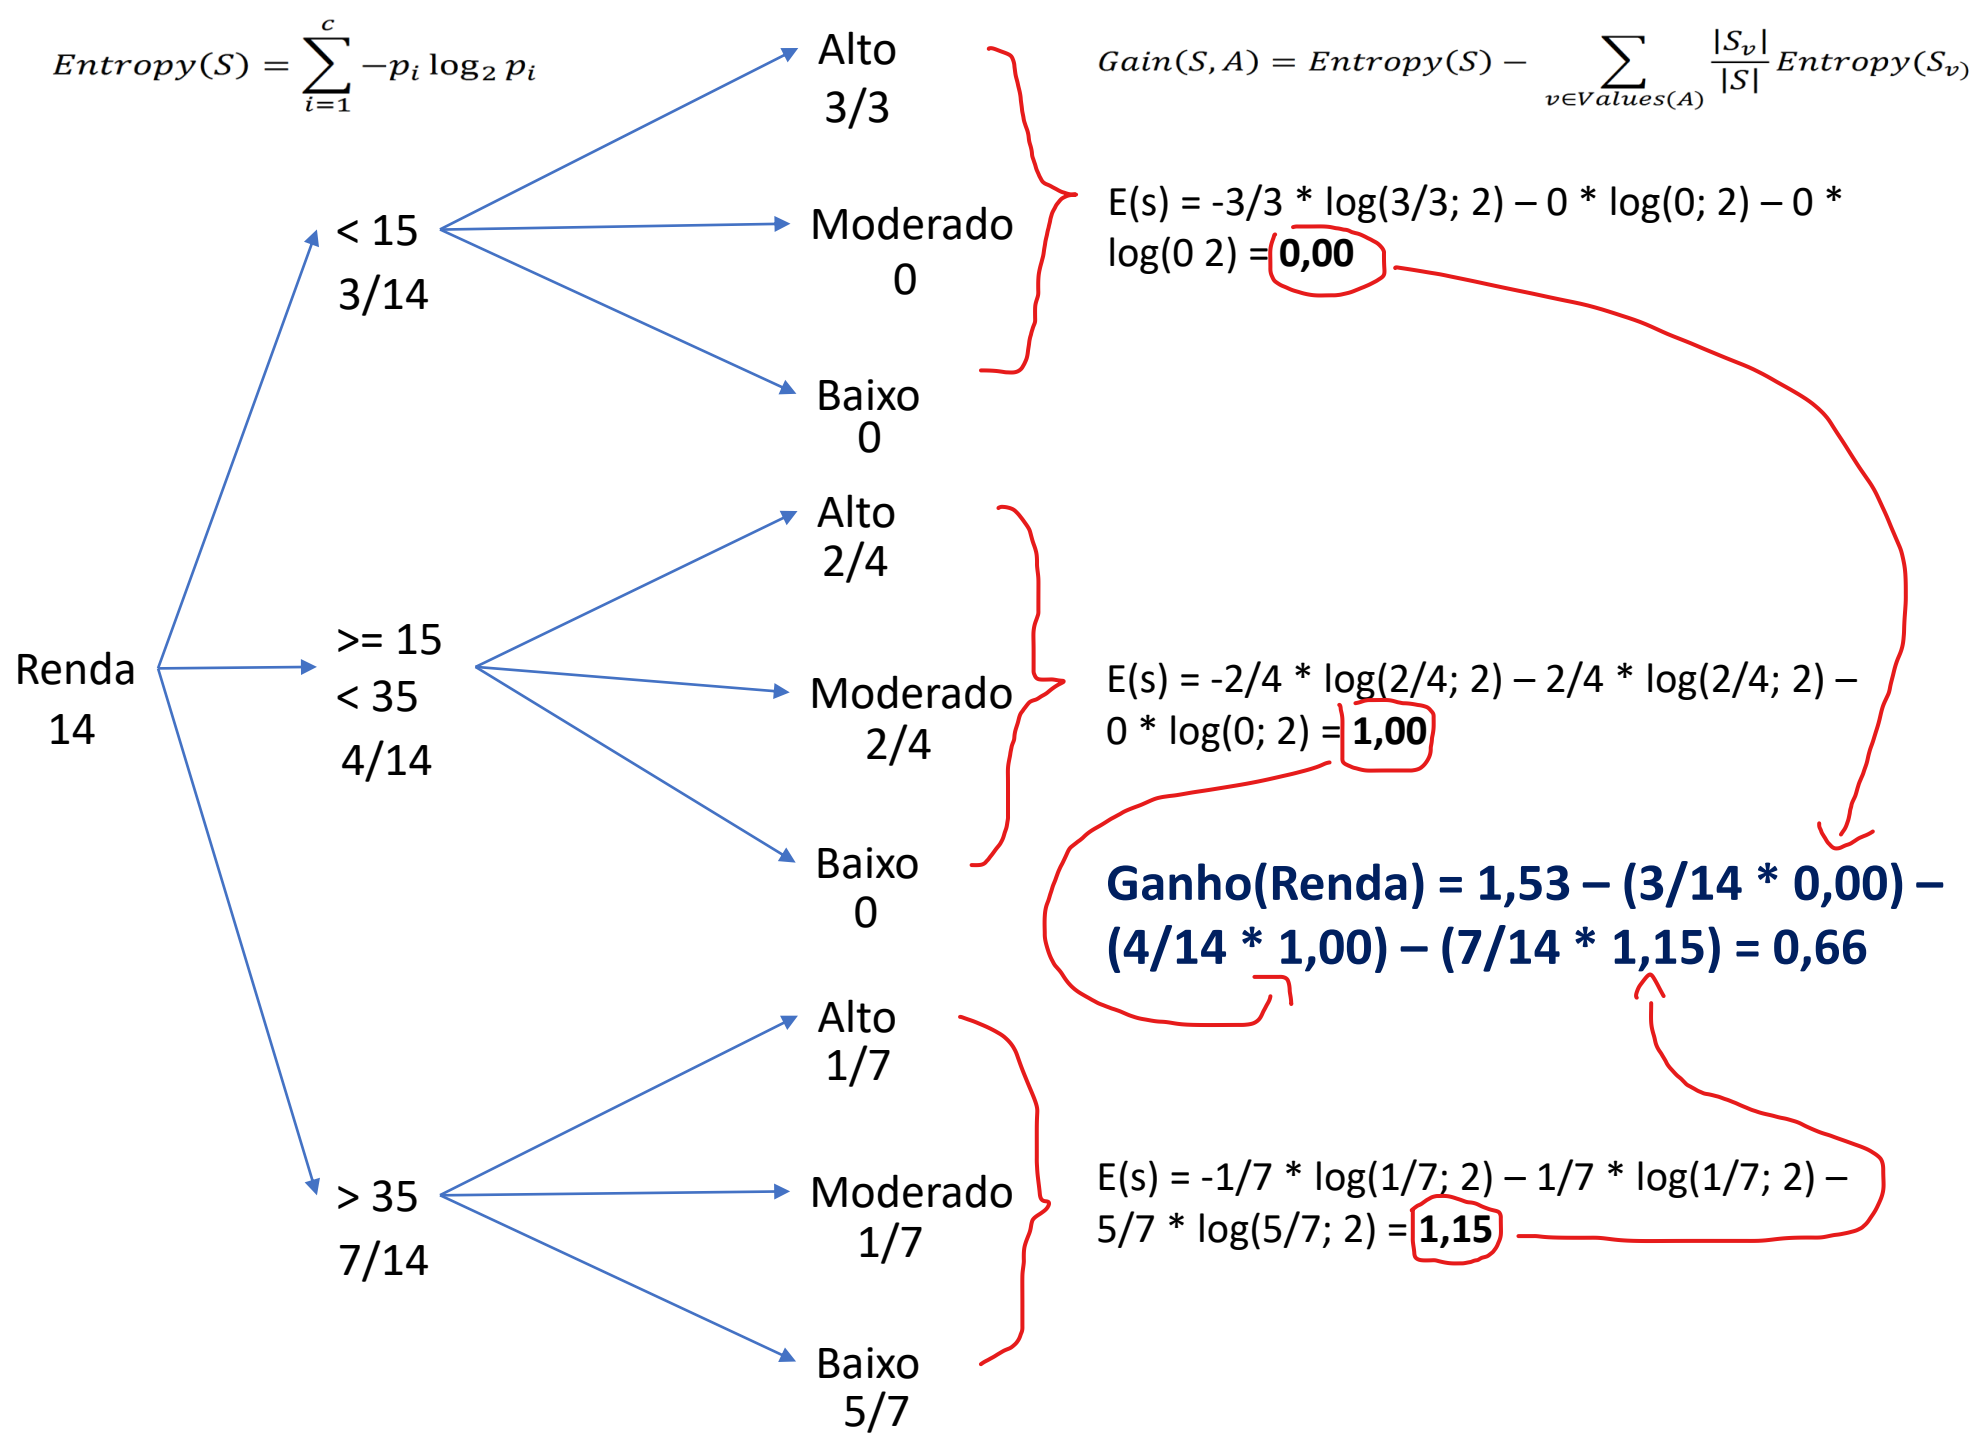 Entropy(S) = \sum_{i=1}^{c} -p_i \log_2 p_i
Gain(S, A) = Entropy(S) - \sum_{v \in Values(A)} \frac{|S_v|}{|S|} Entropy(S_v)
Renda
14
< 15
3/14
Alto
3/3
Moderado
0
Baixo
0
E(s) = -3/3 * log(3/3; 2) – 0 * log(0; 2) – 0 *
log(0 2) = 0,00
>= 15
< 35
4/14
Alto
2/4
Moderado
2/4
Baixo
0
E(s) = -2/4 * log(2/4; 2) – 2/4 * log(2/4; 2) –
0 * log(0; 2) = 1,00
Ganho(Renda) = 1,53 – (3/14 * 0,00) –
(4/14 * 1,00) – (7/14 * 1,15) = 0,66
> 35
7/14
Alto
1/7
Moderado
1/7
Baixo
5/7
E(s) = -1/7 * log(1/7; 2) – 1/7 * log(1/7; 2) –
5/7 * log(5/7; 2) = 1,15